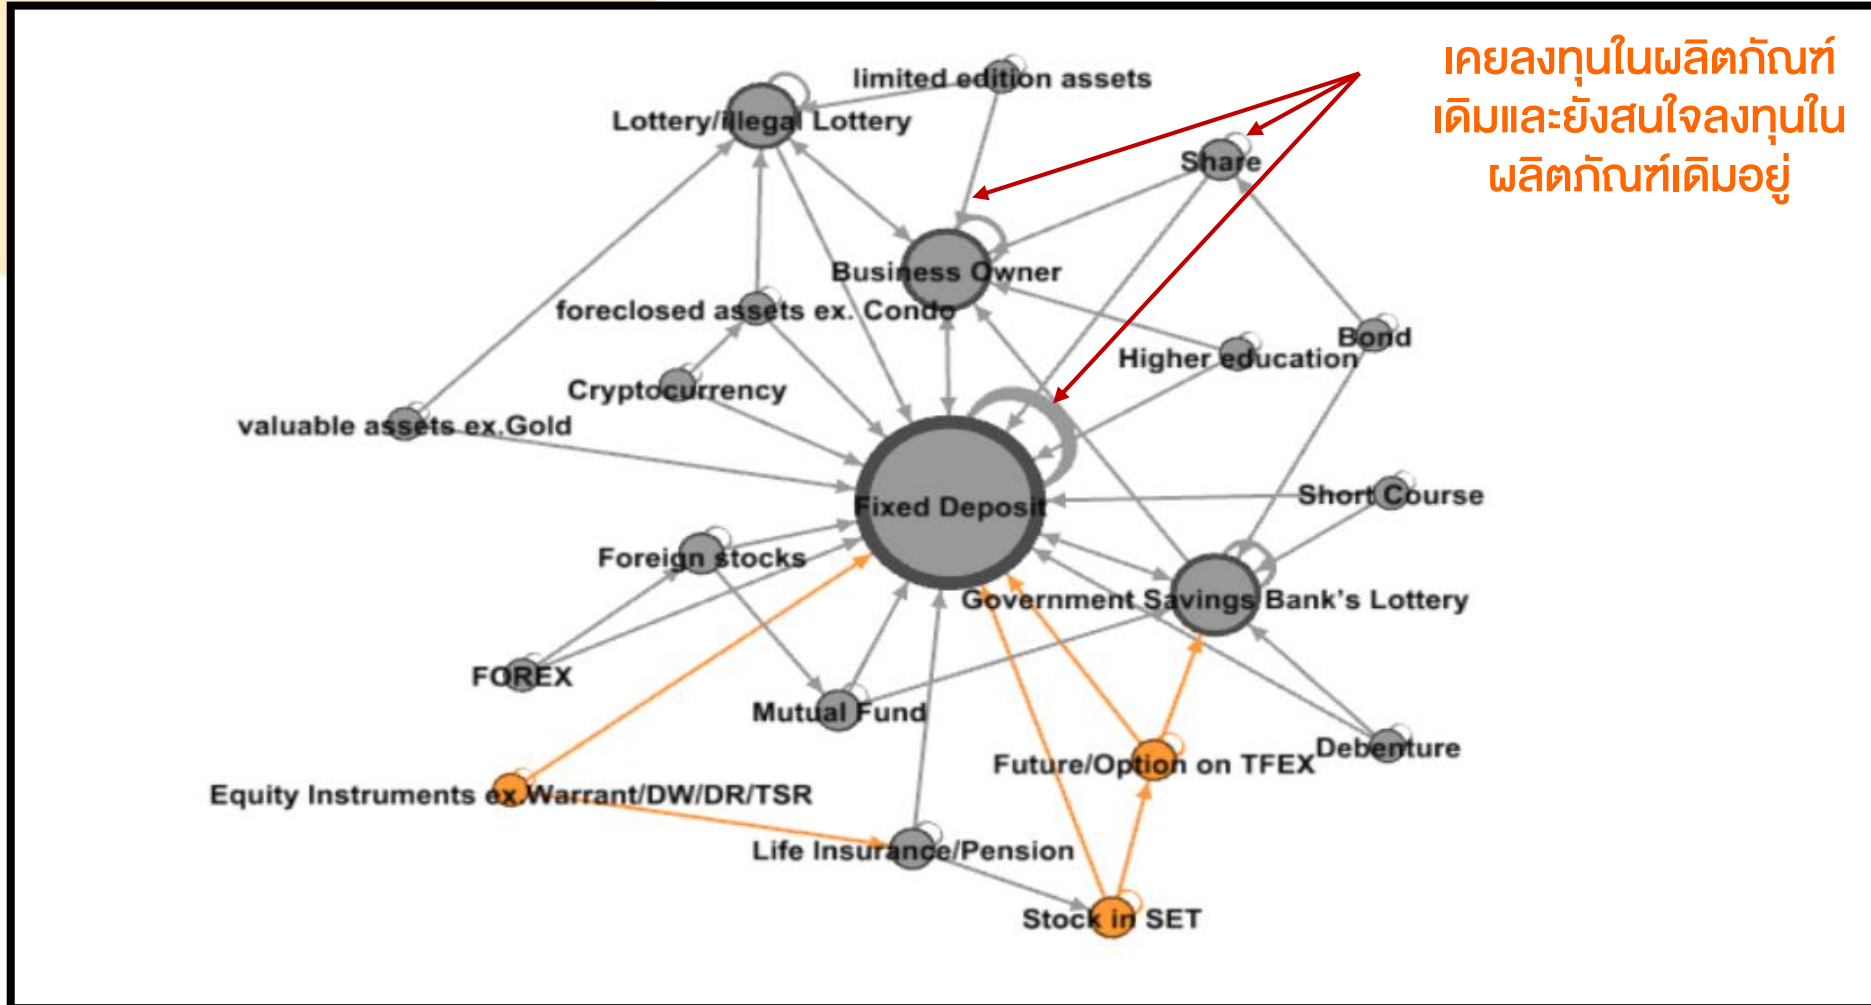 เคยลงทุนในผลิตภัณฑ์
เดิมและยังสนใจลงทุนใน
ผลิตภัณฑ์เดิมอยู่
limited edition assets
Lottery/illegal Lottery
Share
Business Owner
foreclosed assets ex. Condo
Bond
Higher education
Cryptocurrency
valuable assets ex.Gold
Short Course
Fixed Deposit
Foreign stocks
Government Savings Bank's Lottery
FOREX
Mutual Fund
Debenture
Future/Option on TFEX
Equity Instruments ex.Warrant/DW/DR/TSR
Life Insurance/Pension
Stock in SET